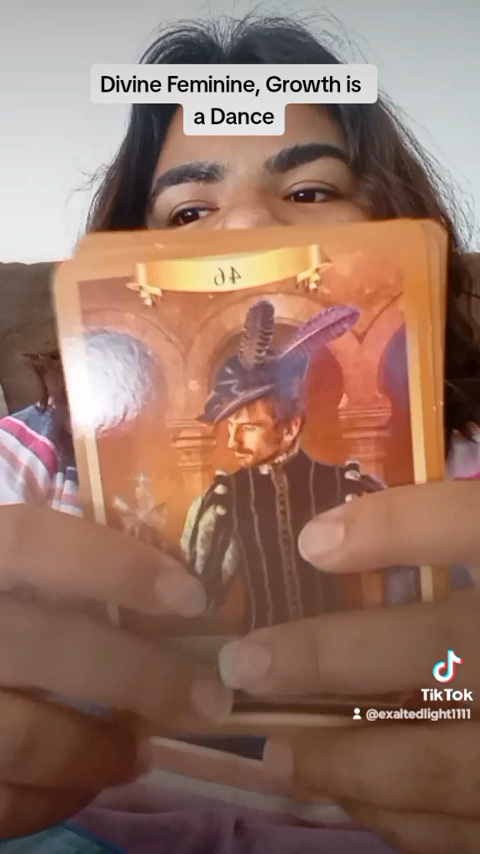 Divine Feminine, Growth is
a Dance
46
TikTok
@exaltedlight1111